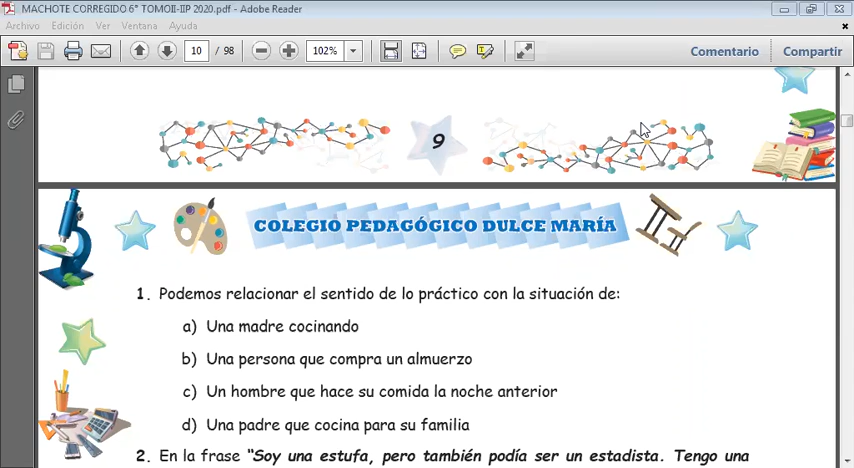 MACHOTE CORREGIDO 6° TOMOII-IIP 2020.pdf - Adobe Reader
Archivo Edición Ver Ventana Ayuda
10 / 98 102% Comentario Compartir
9
COLEGIO PEDAGÓGICO DULCE MARÍA
1. Podemos relacionar el sentido de lo práctico con la situación de:
a) Una madre cocinando
b) Una persona que compra un almuerzo
c) Un hombre que hace su comida la noche anterior
d) Una padre que cocina para su familia
2. En la frase "Soy una estufa, pero también podía ser un estadista. Tengo una